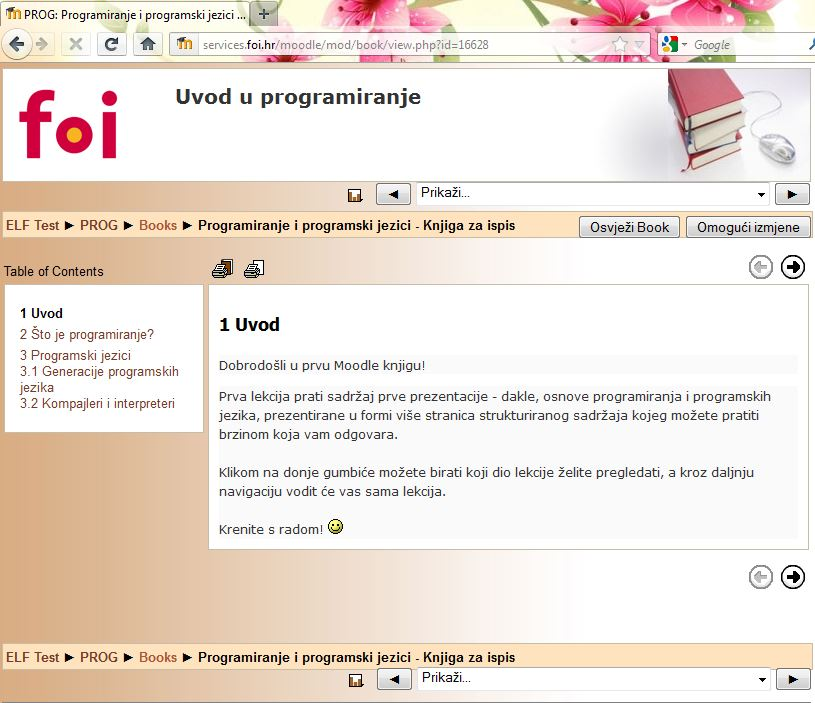 PROG: Programiranje i programski jezici ...
services.foi.hr/moodle/mod/book/view.php?id=16628
Google
foi
Uvod u programiranje
Prikaži...
ELF Test ► PROG ► Books ► Programiranje i programski jezici - Knjiga za ispis
Osvježi Book
Omogući izmjene
Table of Contents
1 Uvod
2 Što je programiranje?
3 Programski jezici
3.1 Generacije programskih
jezika
3.2 Kompajleri i interpreteri
1 Uvod
Dobrodošli u prvu Moodle knjigu!
Prva lekcija prati sadržaj prve prezentacije - dakle, osnove programiranja i programskih
jezika, prezentirane u formi više stranica strukturiranog sadržaja kojeg možete pratiti
brzinom koja vam odgovara.
Klikom na donje gumbiće možete birati koji dio lekcije želite pregledati, a kroz daljnju
navigaciju vodit će vas sama lekcija.
Krenite s radom!
ELF Test ► PROG ► Books ► Programiranje i programski jezici - Knjiga za ispis
Prikaži...